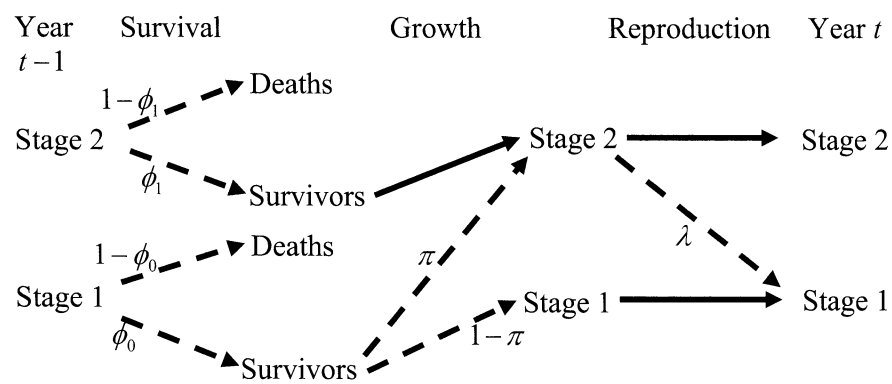 Year Survival Growth Reproduction Year t
t – 1
Deaths
1 – ϕ₁
Stage 2 Stage 2 Stage 2
ϕ₁
Survivors
Deaths
1 – ϕ₀ π λ
Stage 1 Stage 1 Stage 1
ϕ₀ 1 – π
Survivors